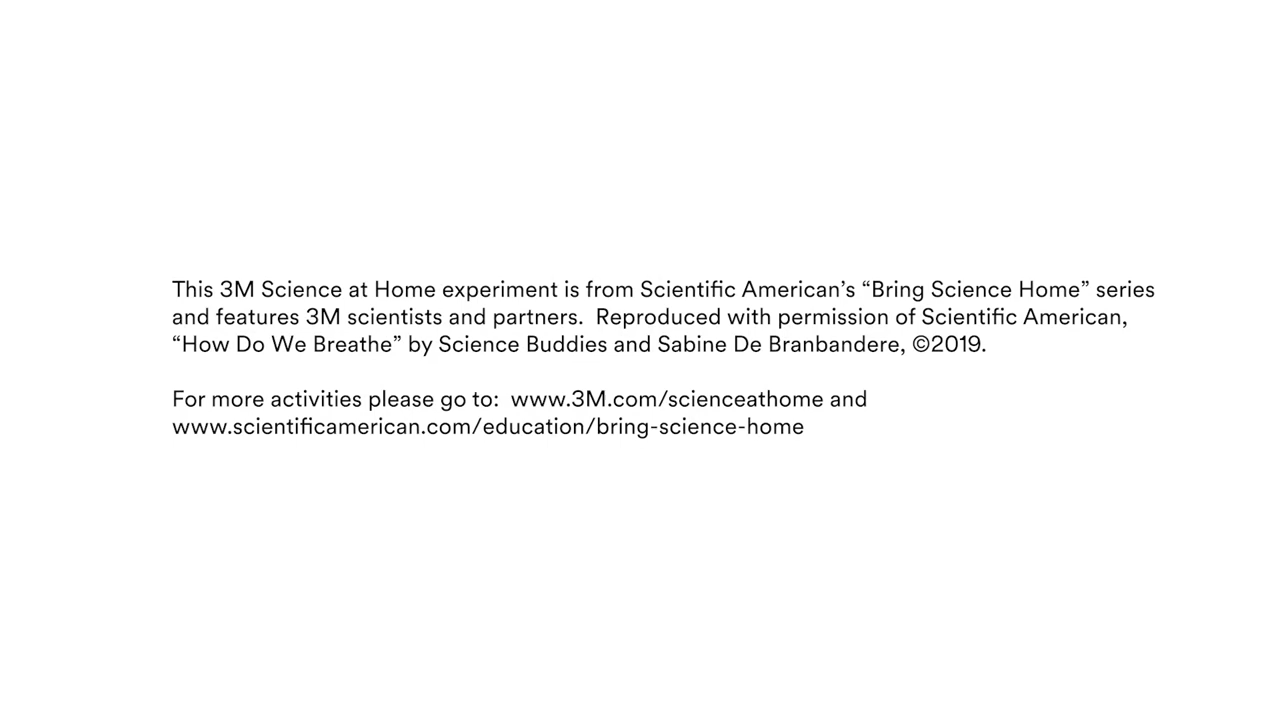 This 3M Science at Home experiment is from Scientific American’s “Bring Science Home” series
and features 3M scientists and partners.  Reproduced with permission of Scientific American,
“How Do We Breathe” by Science Buddies and Sabine De Branbandere, ©2019.
For more activities please go to:  www.3M.com/scienceathome and
www.scientificamerican.com/education/bring-science-home